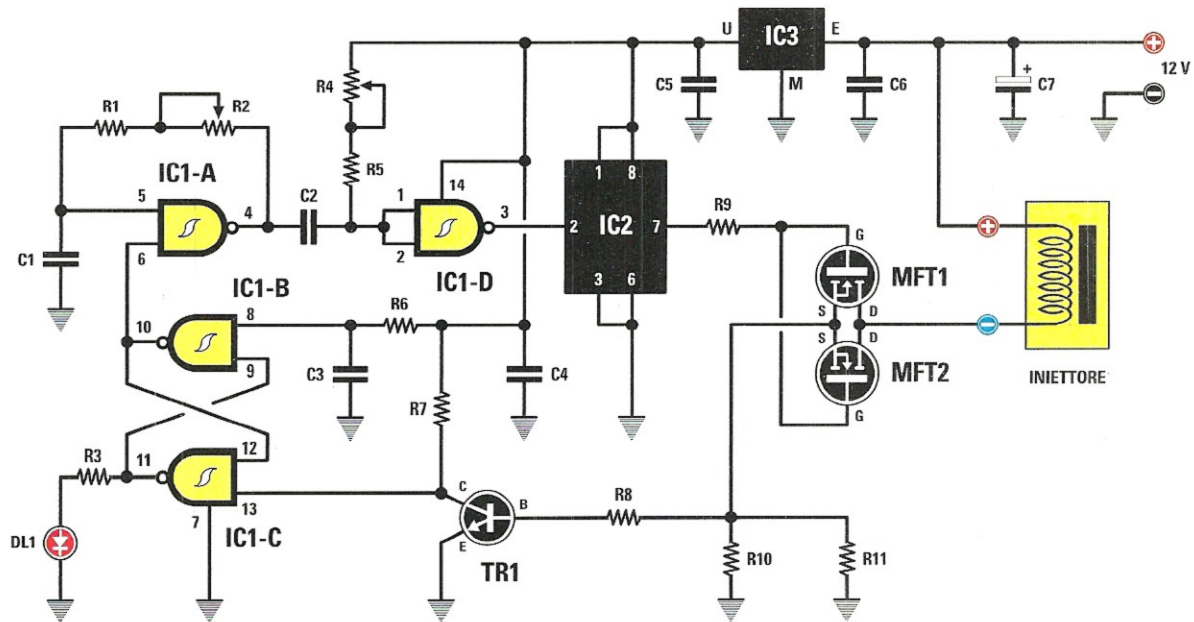 U
IC3
E
M
12 V
R4
C5
C6
+
C7
R1
R2
IC1-A
R5
5
6
4
C2
1
2
14
3
IC1-D
1
8
2
IC2
7
3
6
R9
G
MFT1
S
D
S
D
MFT2
G
INIETTORE
C1
IC1-B
10
8
9
R6
C3
C4
R7
R3
11
12
13
7
IC1-C
DL1
C
B
E
TR1
R8
R10
R11